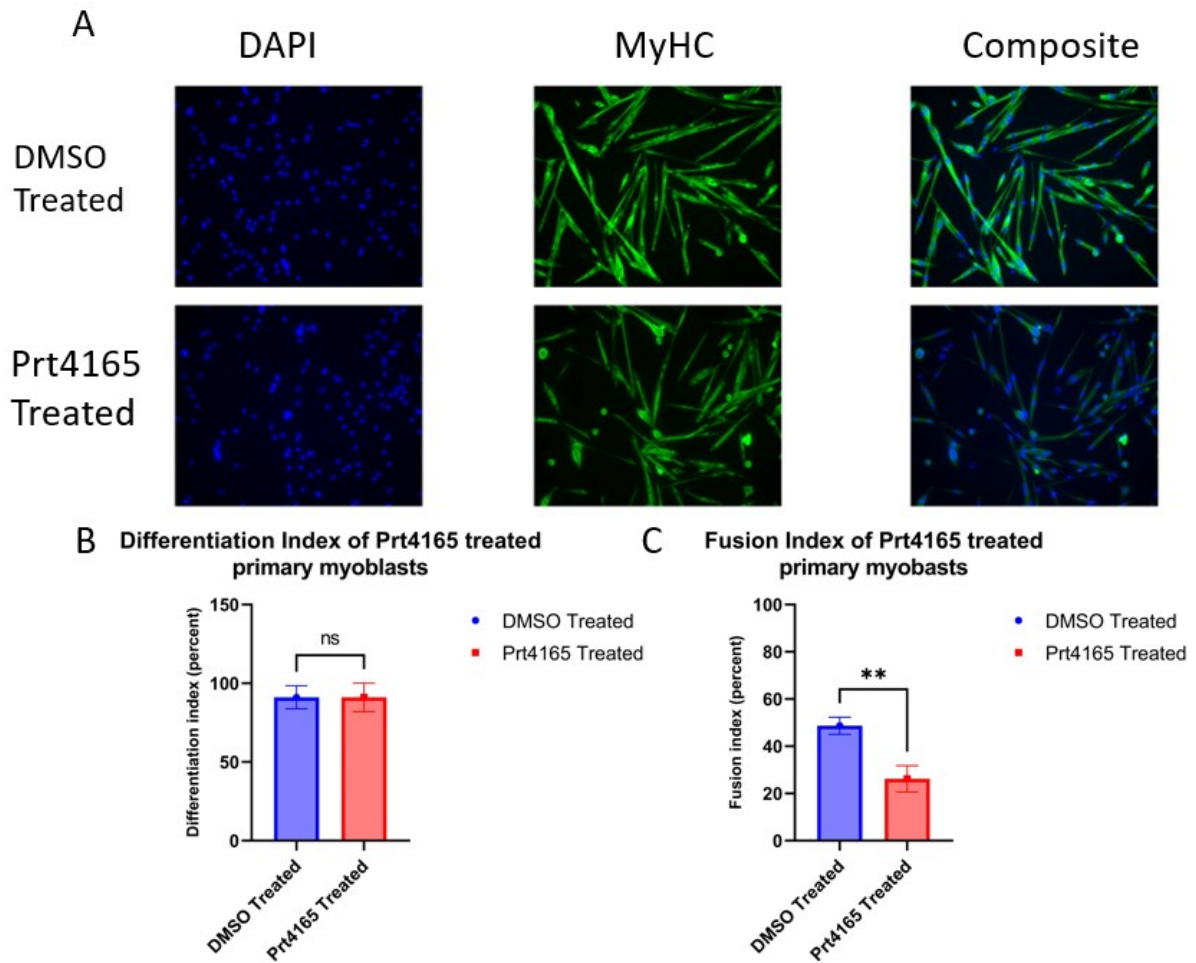 A
DAPI
MyHC
Composite
DMSO
Treated
Prt4165
Treated
B
Differentiation Index of Prt4165 treated
primary myoblasts
Differentiation index (percent)
150
100
50
0
ns
DMSO Treated
Prt4165 Treated
DMSO Treated
Prt4165 Treated
C
Fusion Index of Prt4165 treated
primary myobasts
Fusion index (percent)
100
80
60
40
20
0
**
DMSO Treated
Prt4165 Treated
DMSO Treated
Prt4165 Treated